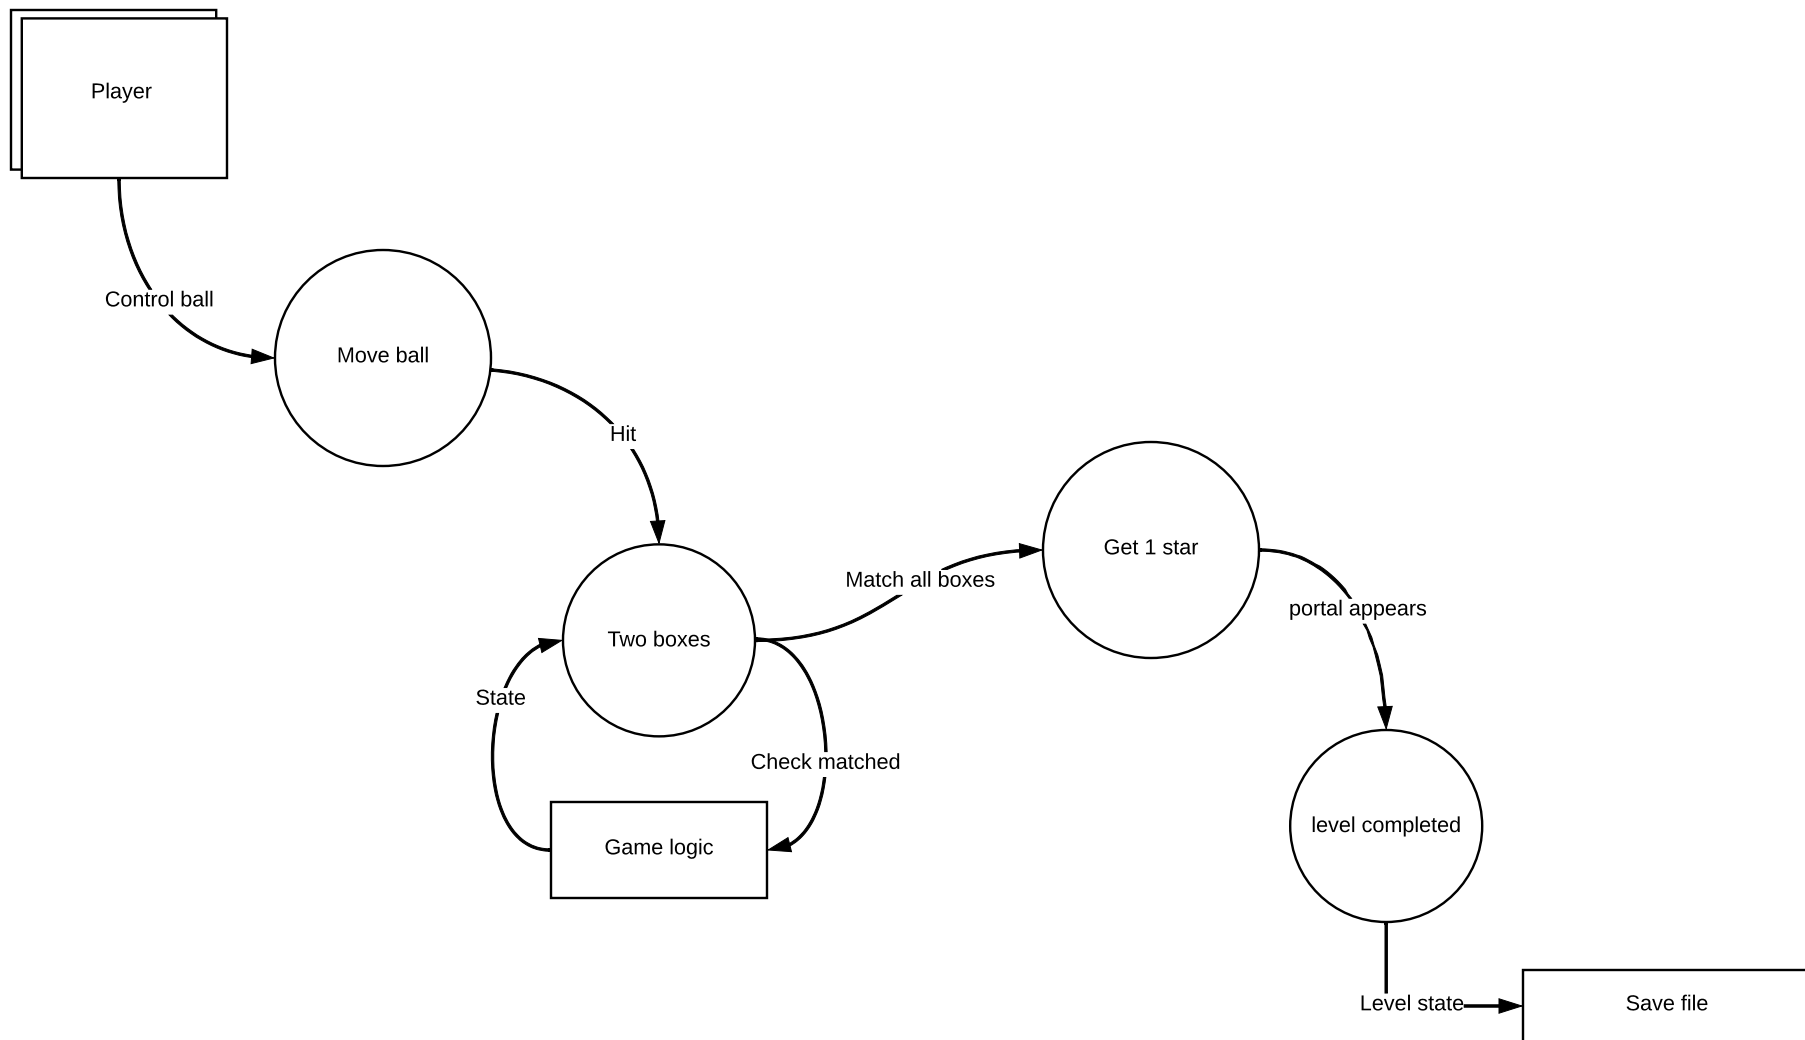 Player
Control ball
Move ball
Hit
Two boxes
Match all boxes
Get 1 star
portal appears
State
Check matched
Game logic
level completed
Level state
Save file